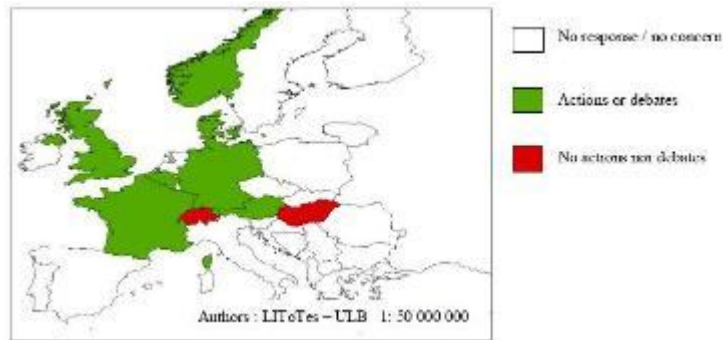 No response / no concern
Actions or debates
No actions nor debates
Authors : LIToTes – ULB 1: 50 000 000